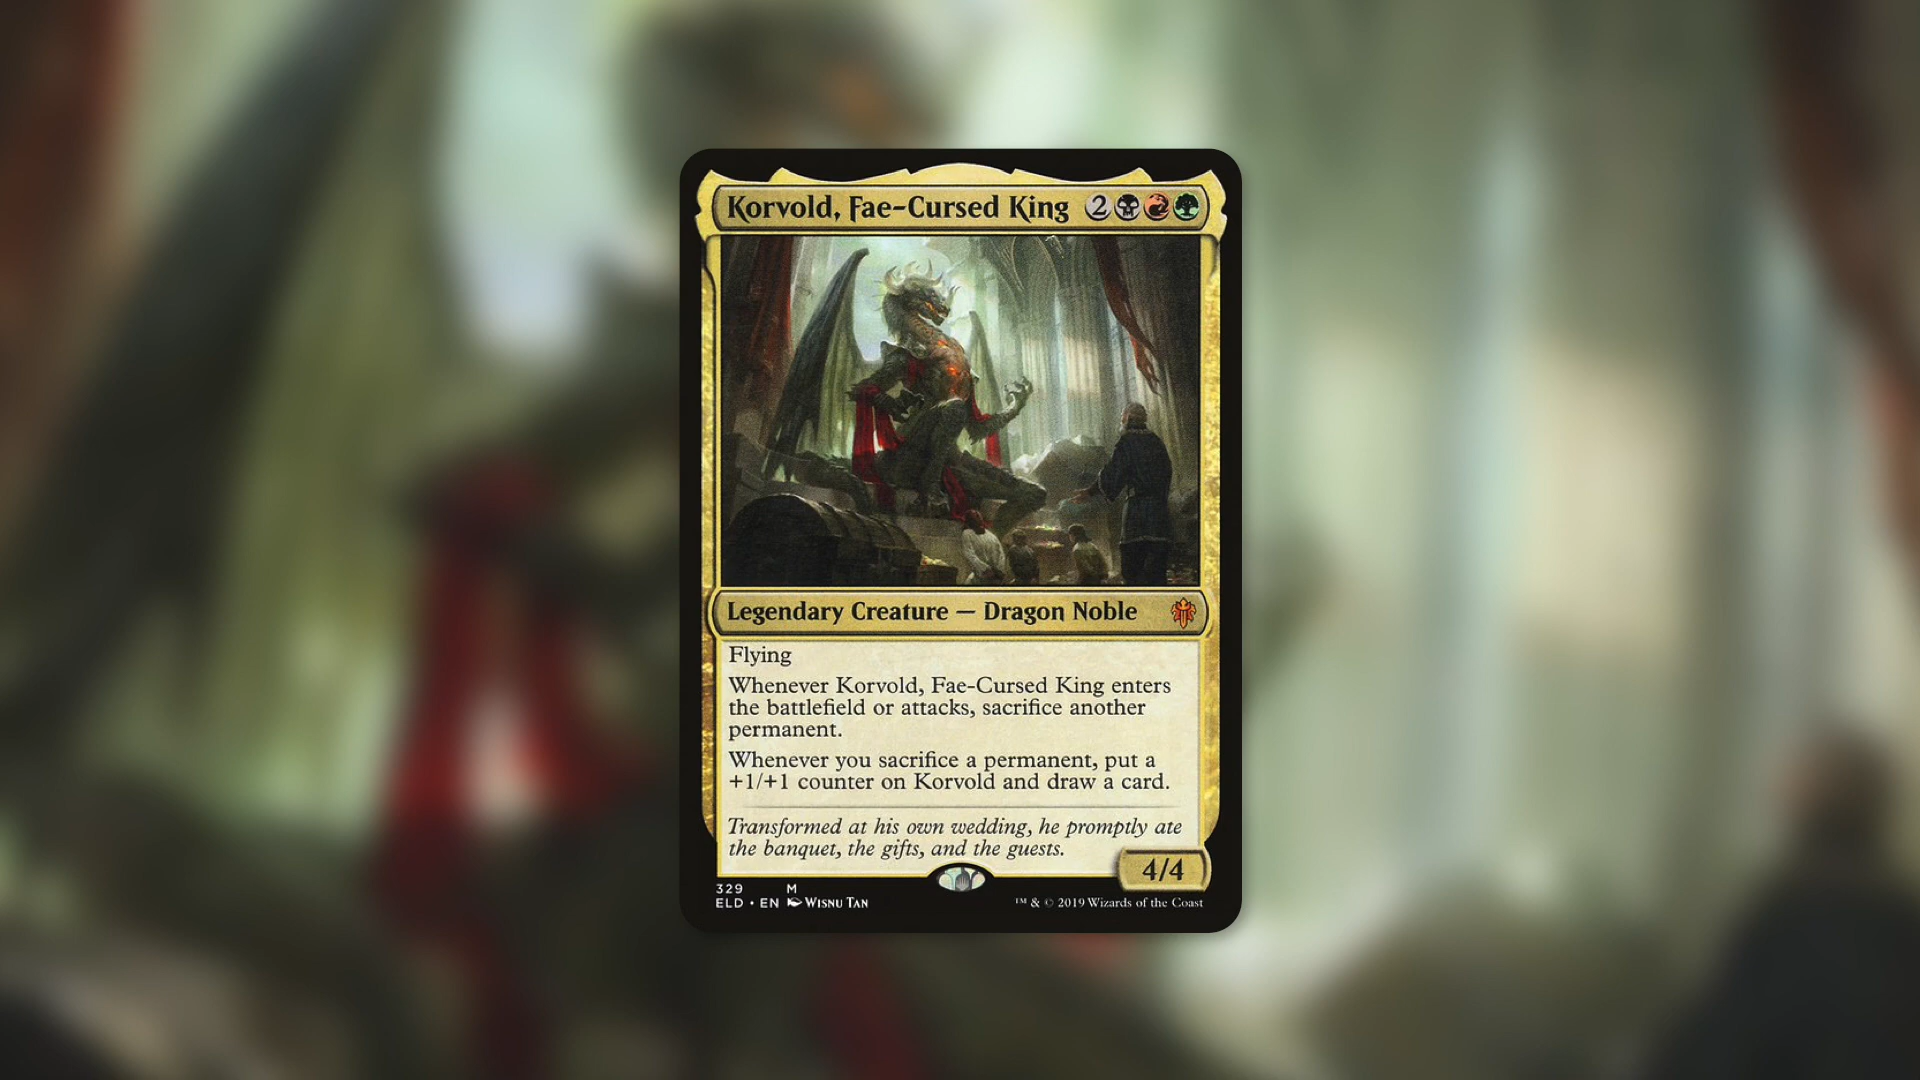 Korvold, Fae-Cursed King 2
Legendary Creature — Dragon Noble
Flying
Whenever Korvold, Fae-Cursed King enters
the battlefield or attacks, sacrifice another
permanent.
Whenever you sacrifice a permanent, put a
+1/+1 counter on Korvold and draw a card.
Transformed at his own wedding, he promptly ate
the banquet, the gifts, and the guests.
4/4
329 M
ELD • EN Wisnu Tan
™ & © 2019 Wizards of the Coast